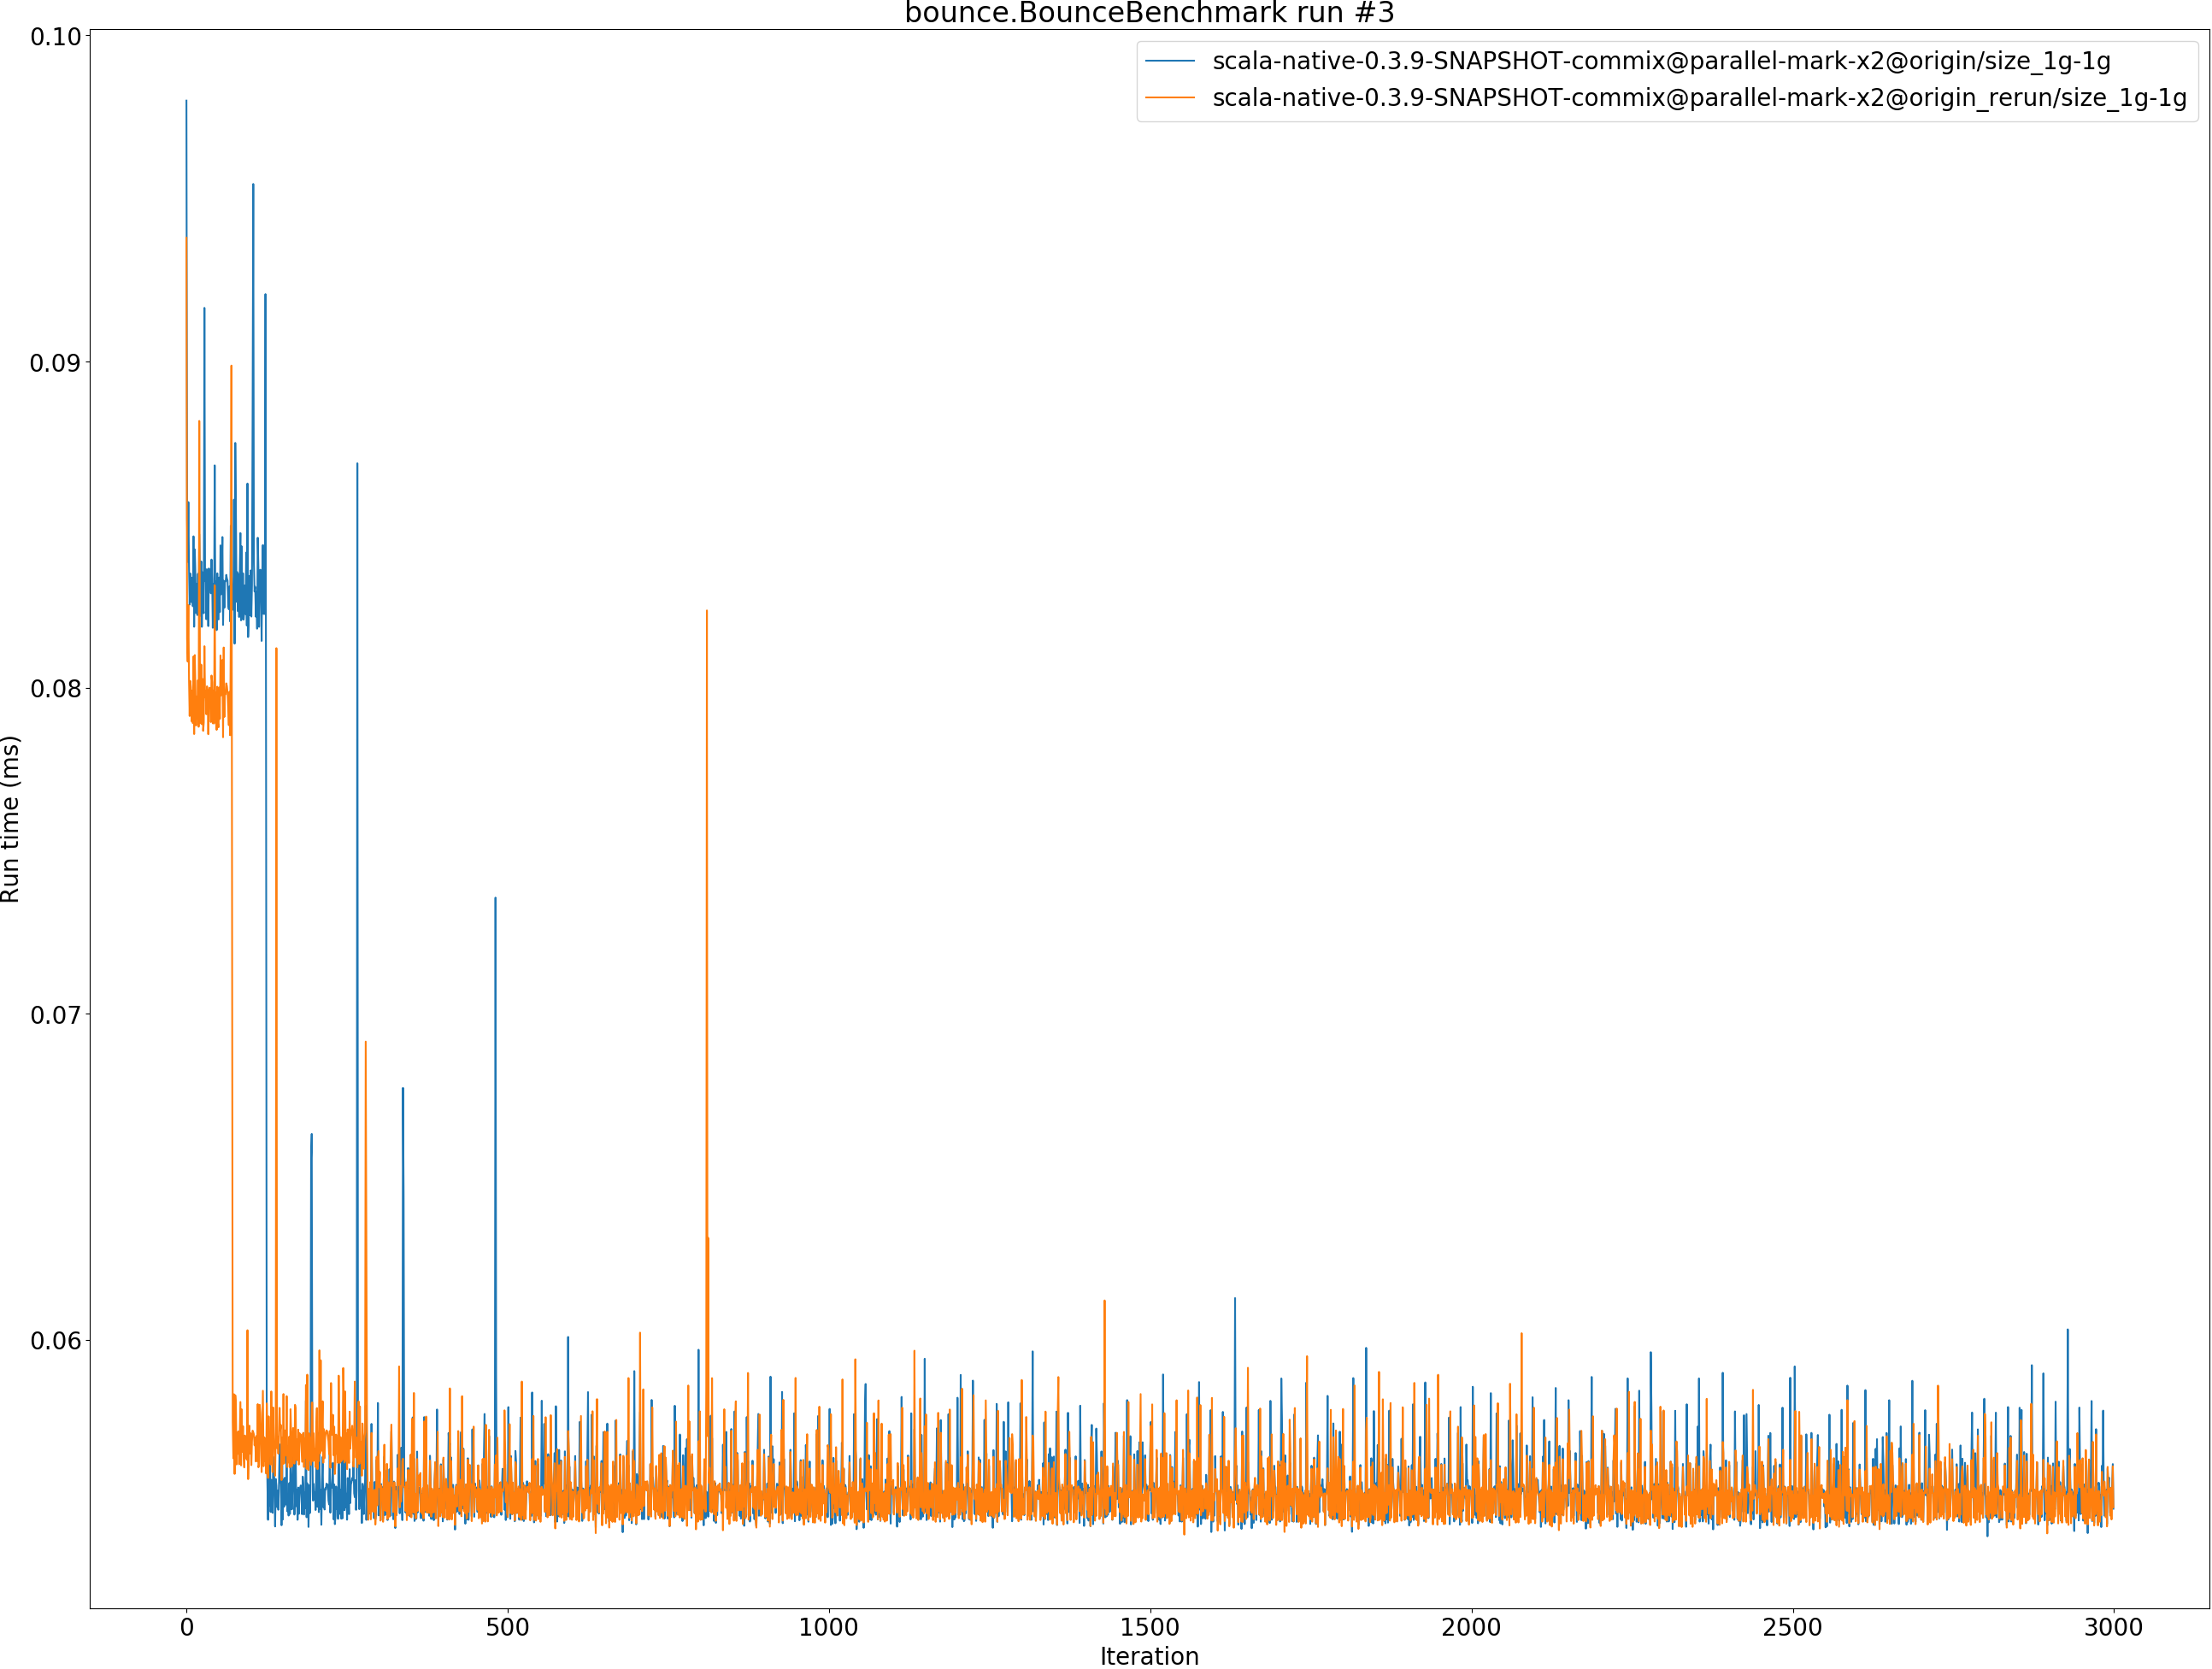 bounce.BounceBenchmark run #3
scala-native-0.3.9-SNAPSHOT-commix@parallel-mark-x2@origin/size_1g-1g
scala-native-0.3.9-SNAPSHOT-commix@parallel-mark-x2@origin_rerun/size_1g-1g
Run time (ms)
0.10
0.09
0.08
0.07
0.06
0 500 1000 1500 2000 2500 3000
Iteration